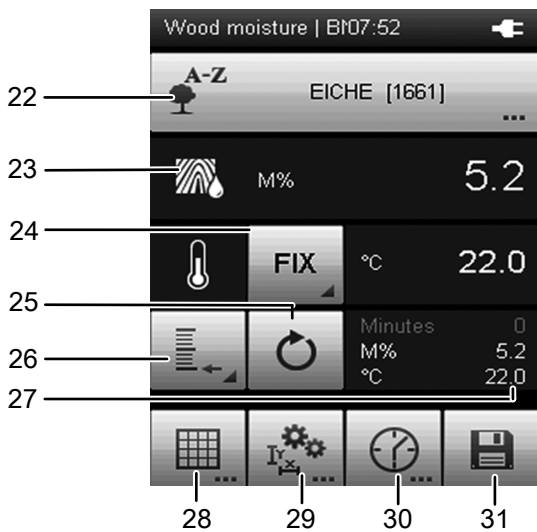 Wood moisture | BM07:52
22
A-Z
EICHE [1661]
...
23
M% 5.2
24
FIX
°C 22.0
25
26
Minutes 0
M% 5.2
°C 22.0
27
28
29
30
31